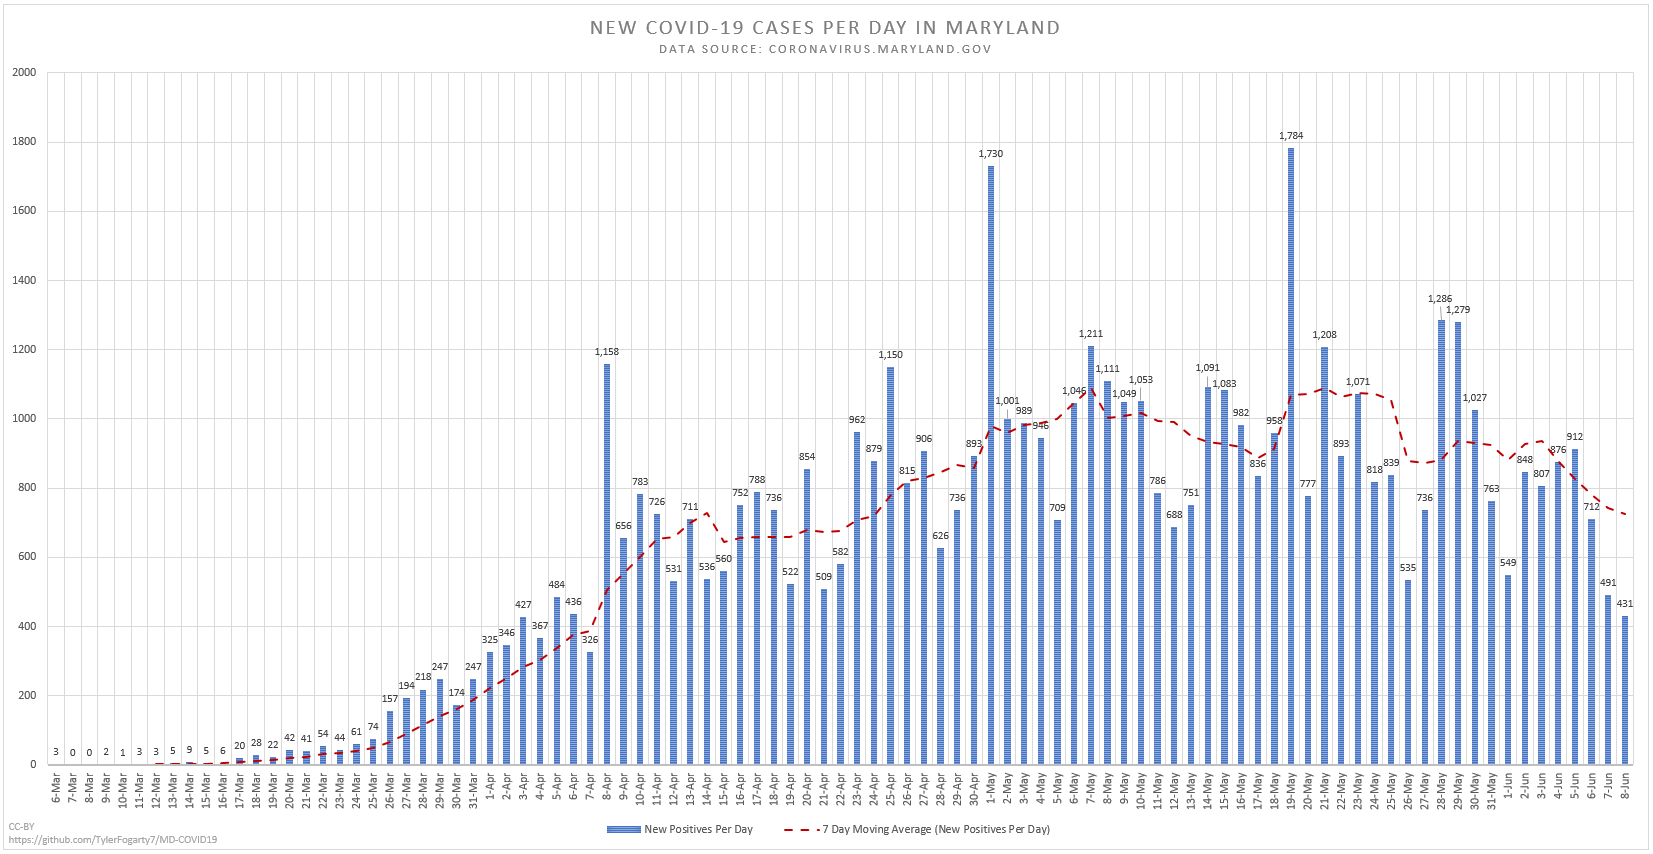 NEW COVID-19 CASES PER DAY IN MARYLAND
DATA SOURCE: CORONAVIRUS.MARYLAND.GOV
2000
1800
1600
1400
1200
1000
800
600
400
200
0
3 0 0 2 1 3 3 5 9 5 6 20 28 22 42 41 54 44 61 74 157 194 218 247 174 247 325 346 427 367 484 436 326 1,158 656 783 726 531 711 536 560 752 788 736 522 854 509 582 962 879 1,150 815 906 626 736 893 1,730 1,001 989 946 709 1,046 1,211 1,111 1,049 1,053 786 688 751 1,091 1,083 982 836 958 1,784 777 1,208 893 1,071 818 839 535 736 1,286 1,279 1,027 763 549 848 807 876 912 712 491 431
6-Mar 7-Mar 8-Mar 9-Mar 10-Mar 11-Mar 12-Mar 13-Mar 14-Mar 15-Mar 16-Mar 17-Mar 18-Mar 19-Mar 20-Mar 21-Mar 22-Mar 23-Mar 24-Mar 25-Mar 26-Mar 27-Mar 28-Mar 29-Mar 30-Mar 31-Mar 1-Apr 2-Apr 3-Apr 4-Apr 5-Apr 6-Apr 7-Apr 8-Apr 9-Apr 10-Apr 11-Apr 12-Apr 13-Apr 14-Apr 15-Apr 16-Apr 17-Apr 18-Apr 19-Apr 20-Apr 21-Apr 22-Apr 23-Apr 24-Apr 25-Apr 26-Apr 27-Apr 28-Apr 29-Apr 30-Apr 1-May 2-May 3-May 4-May 5-May 6-May 7-May 8-May 9-May 10-May 11-May 12-May 13-May 14-May 15-May 16-May 17-May 18-May 19-May 20-May 21-May 22-May 23-May 24-May 25-May 26-May 27-May 28-May 29-May 30-May 31-May 1-Jun 2-Jun 3-Jun 4-Jun 5-Jun 6-Jun 7-Jun 8-Jun
New Positives Per Day 7 Day Moving Average (New Positives Per Day)
CC-BY
https://github.com/TylerFogarty7/MD-COVID19